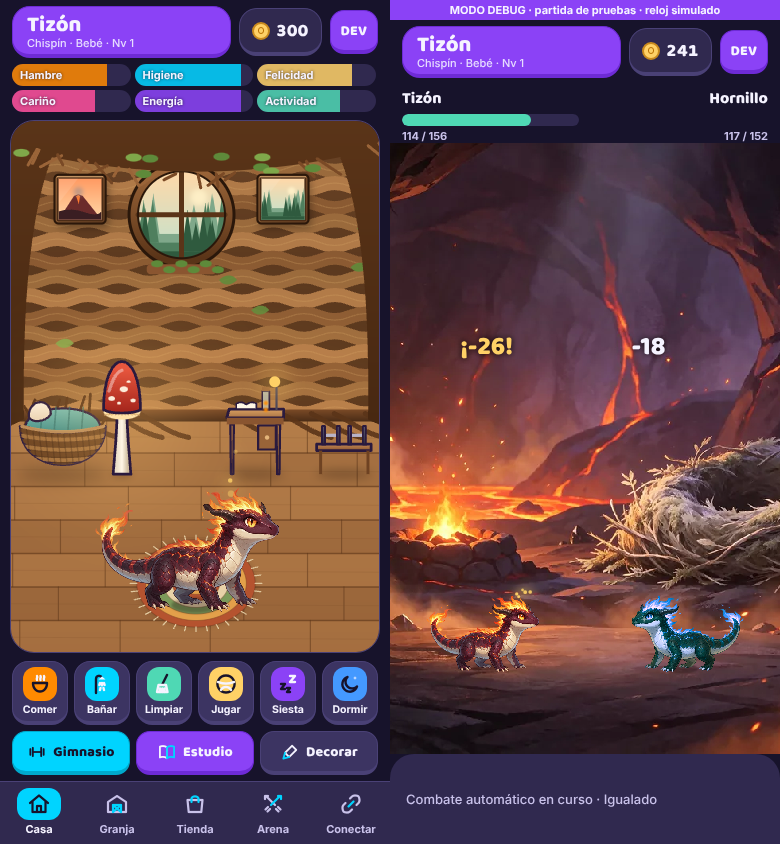 Tizón
Chispín · Bebé · Nv 1
300
DEV
Hambre
Higiene
Felicidad
Cariño
Energía
Actividad
Comer
Bañar
Limpiar
Jugar
Siesta
Dormir
Gimnasio
Estudio
Decorar
Casa
Granja
Tienda
Arena
Conectar
MODO DEBUG · partida de pruebas · reloj simulado
Tizón
Chispín · Bebé · Nv 1
241
DEV
Tizón
Hornillo
114 / 156
117 / 152
¡-26!
-18
Combate automático en curso · Igualado